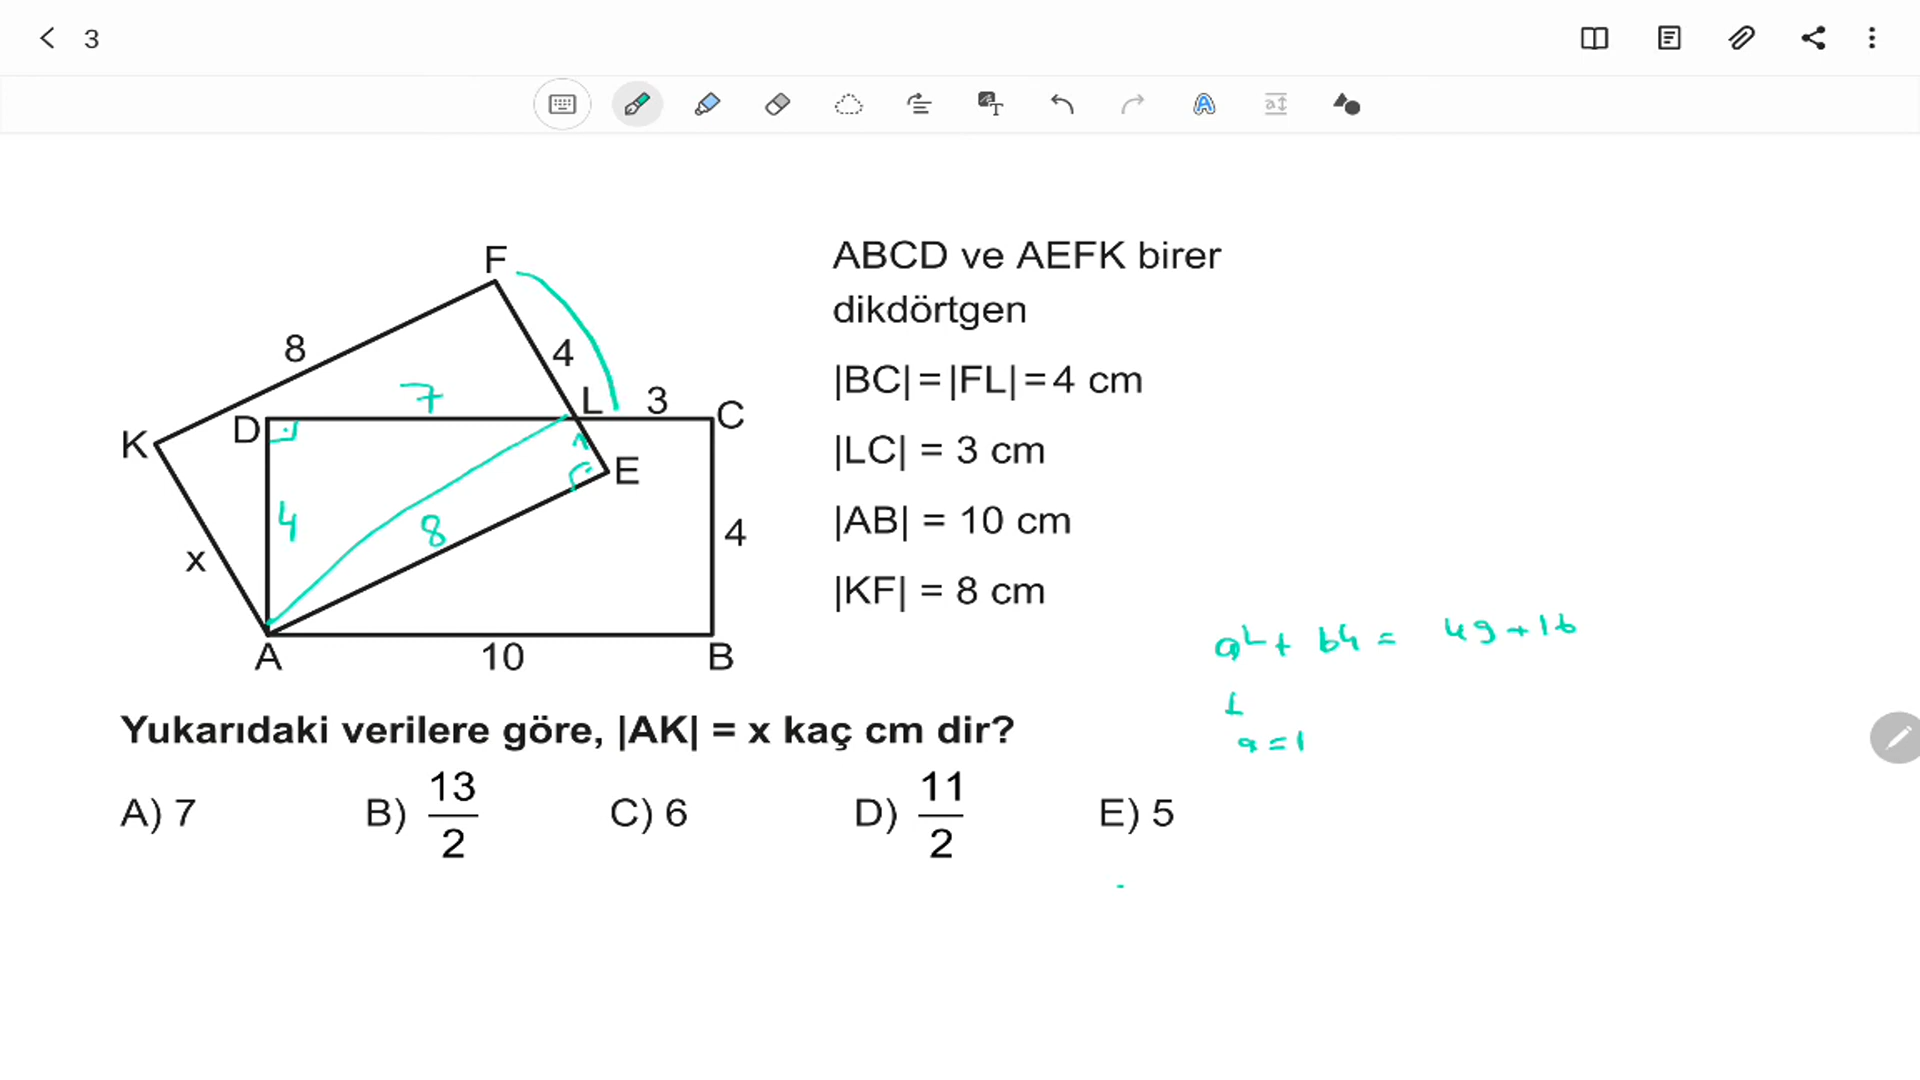 3
F
8
4
7
L
3
D
C
K
E
4
8
4
x
A
10
B
ABCD ve AEFK birer
dikdörtgen
|BC| = |FL| = 4 cm
|LC| = 3 cm
|AB| = 10 cm
|KF| = 8 cm
a² + 64 = 49 + 16
1
a = 1
Yukarıdaki verilere göre, |AK| = x kaç cm dir?
A) 7 B) 13/2 C) 6 D) 11/2 E) 5